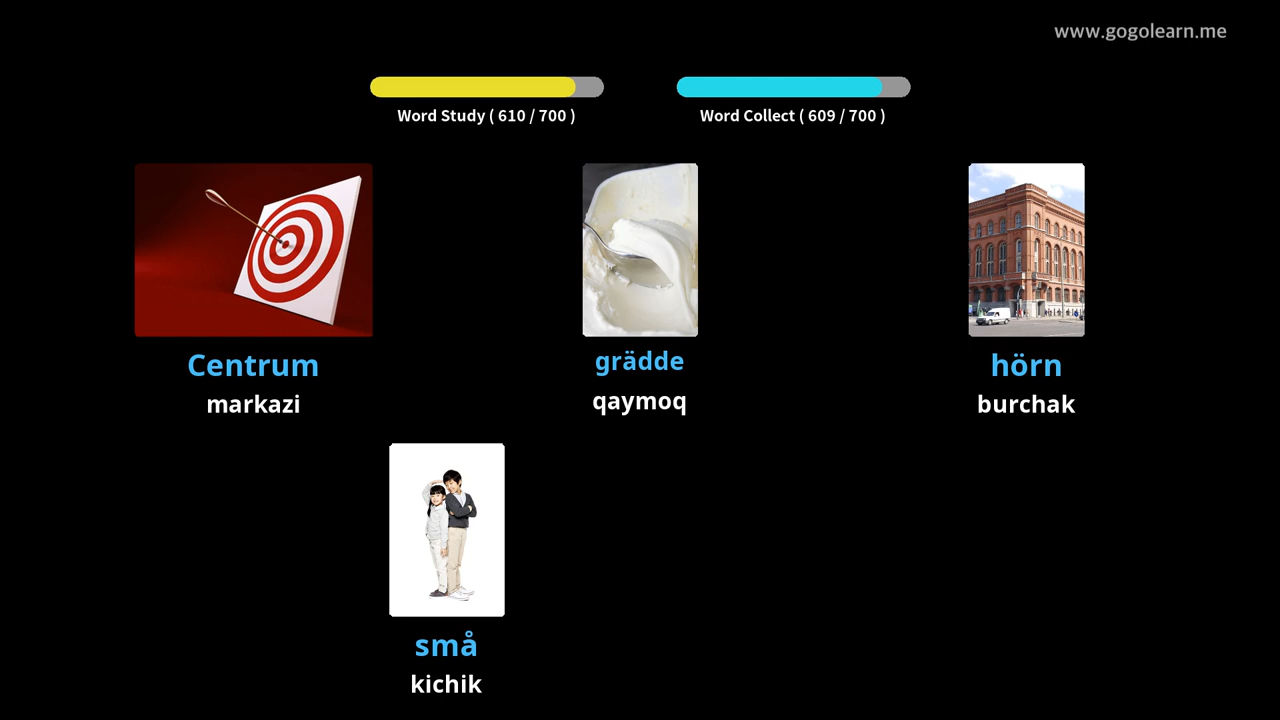 www.gogolearn.me
Word Study ( 610 / 700 )
Word Collect ( 609 / 700 )
Centrum
markazi
grädde
qaymoq
hörn
burchak
små
kichik